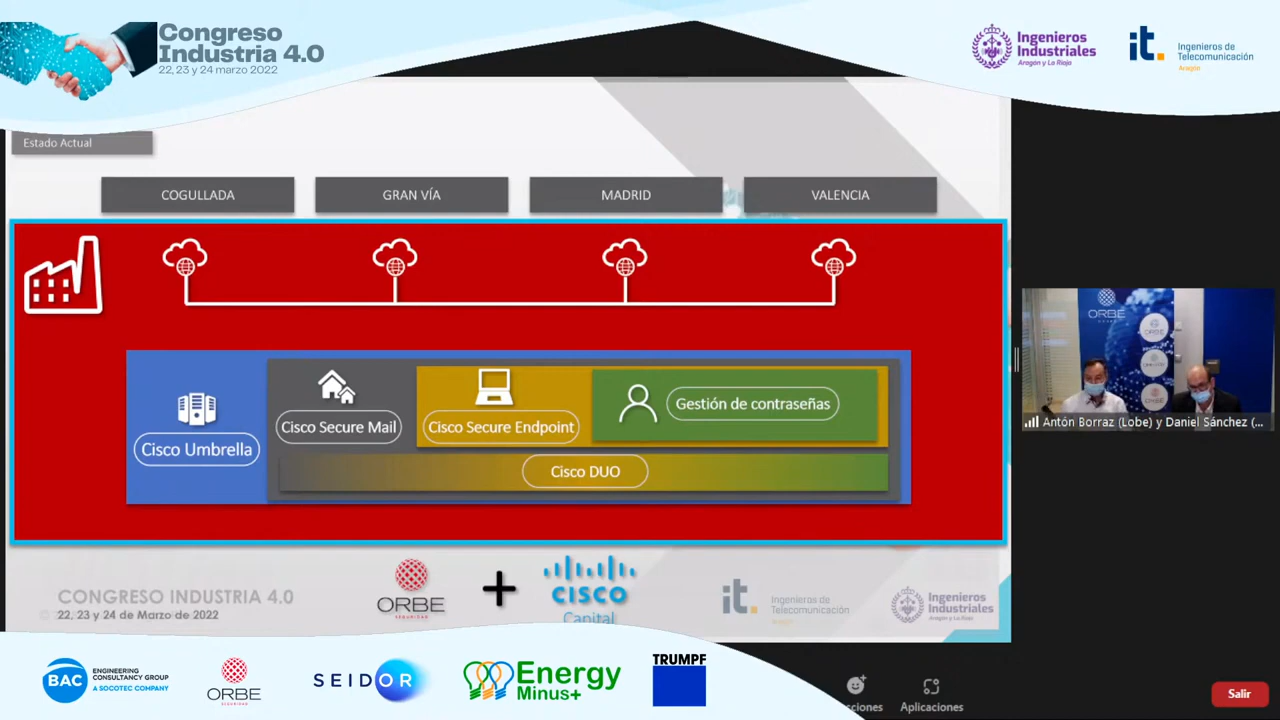 Congreso
Industria 4.0
22, 23 y 24 marzo 2022
Ingenieros
Industriales
Aragón y La Rioja
it.
Ingenieros de
Telecomunicación
Aragón
Estado Actual
COGULLADA
GRAN VÍA
MADRID
VALENCIA
Cisco Umbrella
Cisco Secure Mail
Cisco Secure Endpoint
Gestión de contraseñas
Cisco DUO
ORBE
ORBE
Antón Borraz (Lobe) y Daniel Sánchez (...
CONGRESO INDUSTRIA 4.0
22, 23 y 24 de Marzo de 2022
ORBE
SEGURIDAD
+
CISCO
Capital
it.
Ingenieros de
Telecomunicación
Ingenieros
Industriales
BAC
ENGINEERING
CONSULTANCY GROUP
A SOCOTEC COMPANY
ORBE
SEGURIDAD
SEIDOR
Energy
Minus+
TRUMPF
cciones
Aplicaciones
Salir